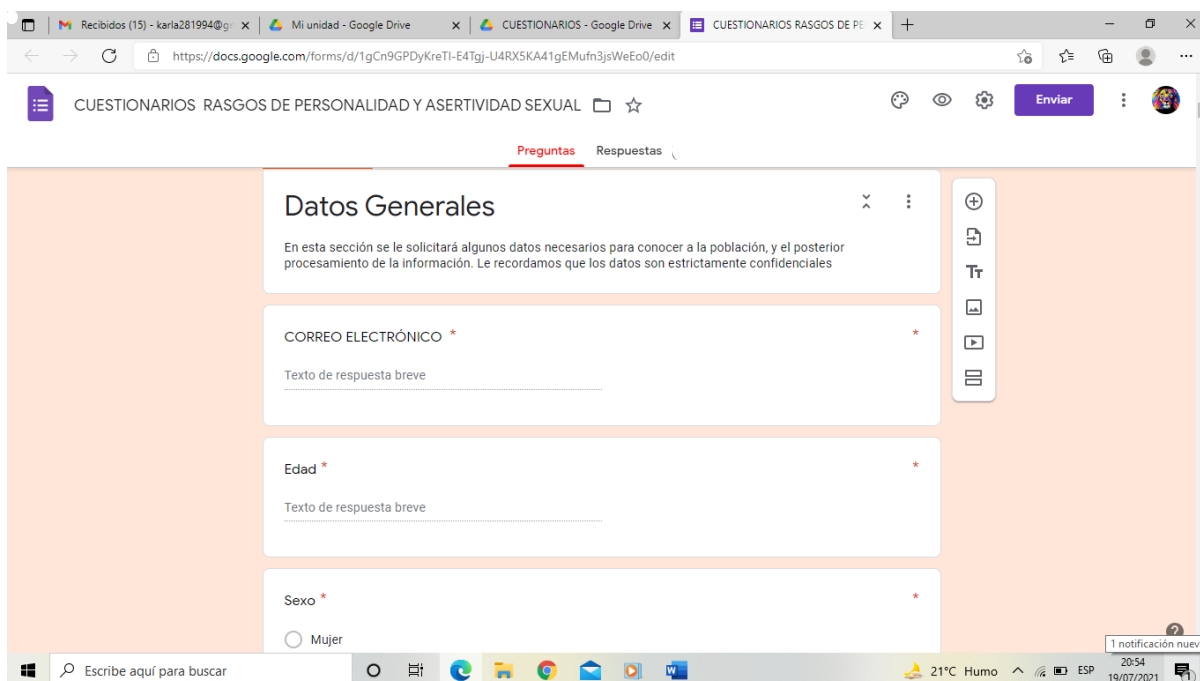 Recibidos (15) - karla281994@g
Mi unidad - Google Drive
CUESTIONARIOS - Google Drive
CUESTIONARIOS RASGOS DE PE
https://docs.google.com/forms/d/1gCn9GPDyKreTI-E4Tgj-U4RX5KA41gEMufn3jsWeEo0/edit
CUESTIONARIOS RASGOS DE PERSONALIDAD Y ASERTIVIDAD SEXUAL
Enviar
Preguntas Respuestas
Datos Generales
En esta sección se le solicitará algunos datos necesarios para conocer a la población, y el posterior
procesamiento de la información. Le recordamos que los datos son estrictamente confidenciales
Tr
CORREO ELECTRÓNICO * *
Texto de respuesta breve
Edad * *
Texto de respuesta breve
Sexo * *
Mujer
1 notificación nuev
Escribe aquí para buscar
21°C Humo
ESP
20:54
19/07/2021